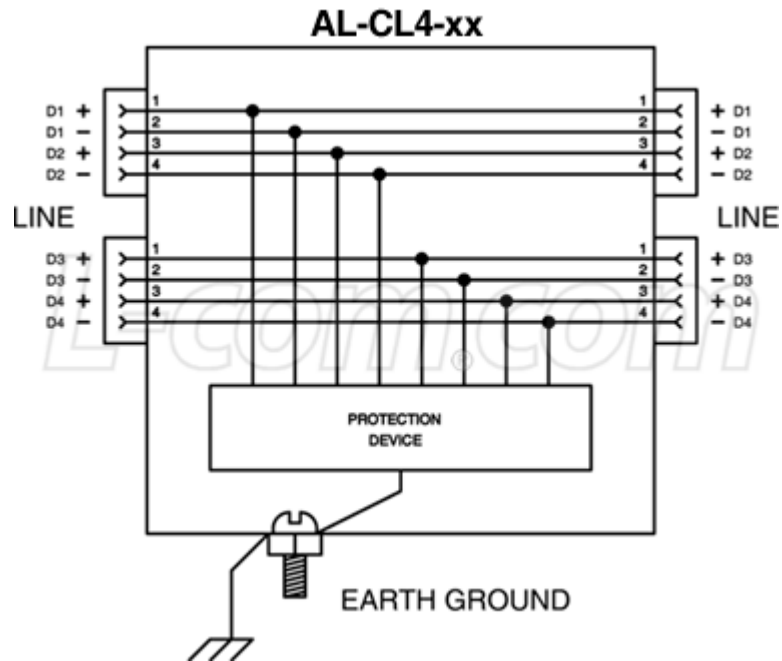 AL-CL4-xx
D1 + 1 1 + D1
D1 − 2 2 − D1
D2 + 3 3 + D2
D2 − 4 4 − D2
LINE LINE
D3 + 1 1 + D3
D3 − 2 2 − D3
D4 + 3 3 + D4
D4 − 4 4 − D4
L-com.com
®
PROTECTION
DEVICE
EARTH GROUND